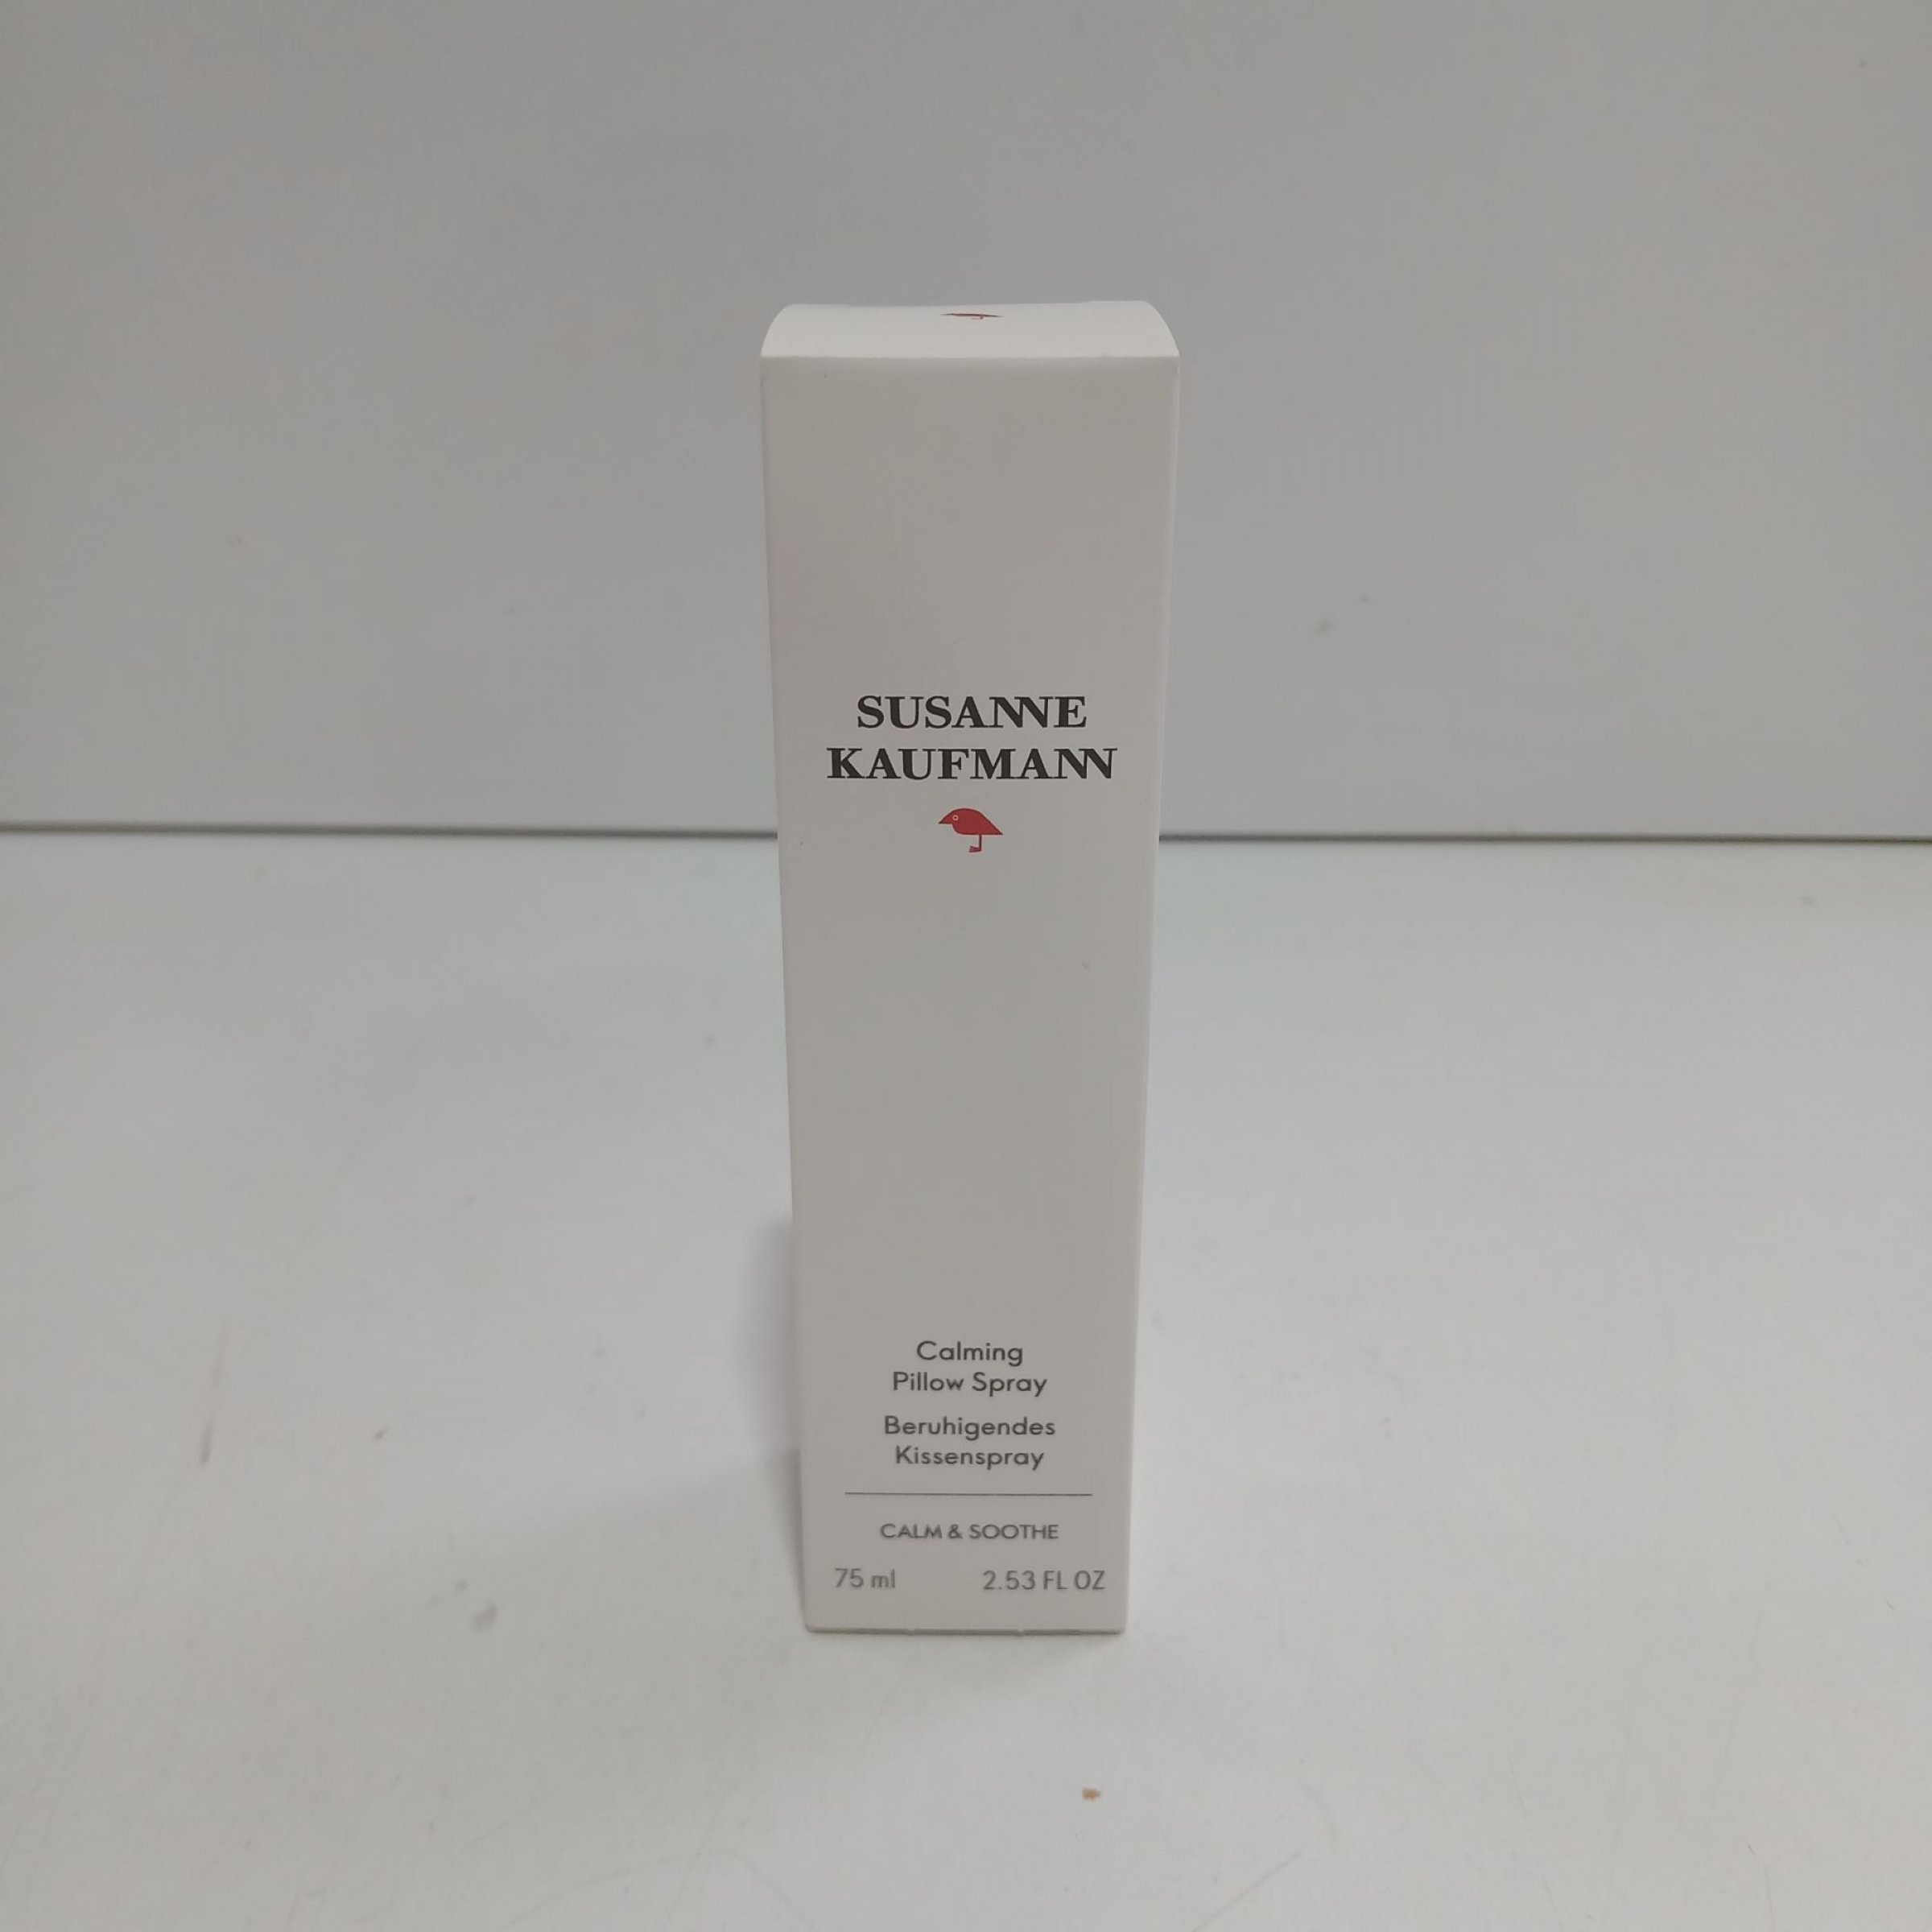 SUSANNE
KAUFMANN
Calming
Pillow Spray
Beruhigendes
Kissenspray
CALM & SOOTHE
75 ml 2.53 FL OZ